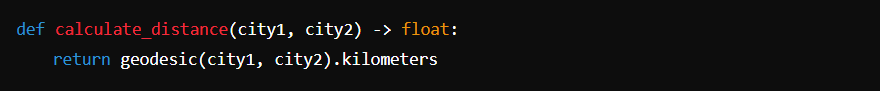 def calculate_distance(city1, city2) -> float:
    return geodesic(city1, city2).kilometers